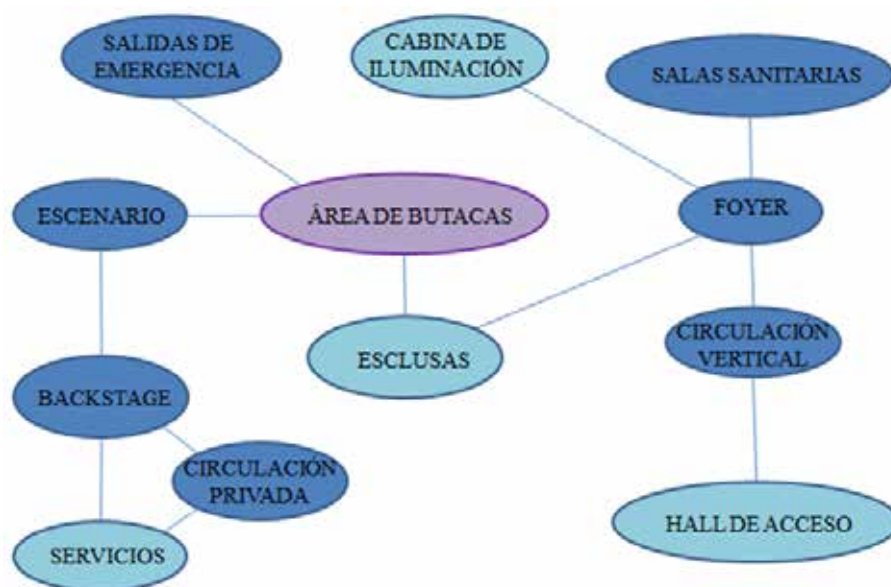 SALIDAS DE
EMERGENCIA
CABINA DE
ILUMINACIÓN
SALAS SANITARIAS
ESCENARIO
ÁREA DE BUTACAS
FOYER
ESCLUSAS
CIRCULACIÓN
VERTICAL
BACKSTAGE
CIRCULACIÓN
PRIVADA
HALL DE ACCESO
SERVICIOS